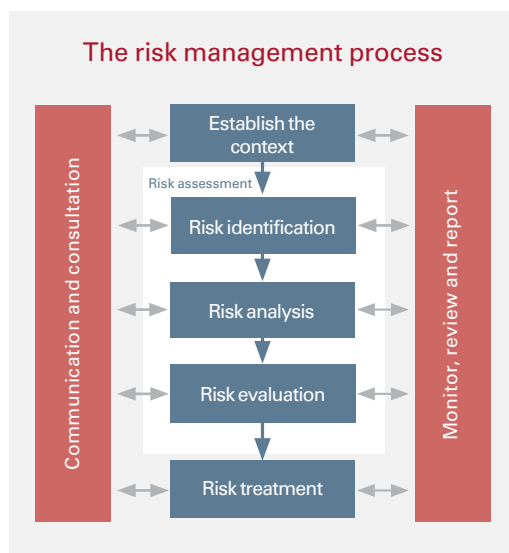 The risk management process
Establish the
context
Risk assessment
Risk identification
Risk analysis
Risk evaluation
Risk treatment
Communication and consultation
Monitor, review and report